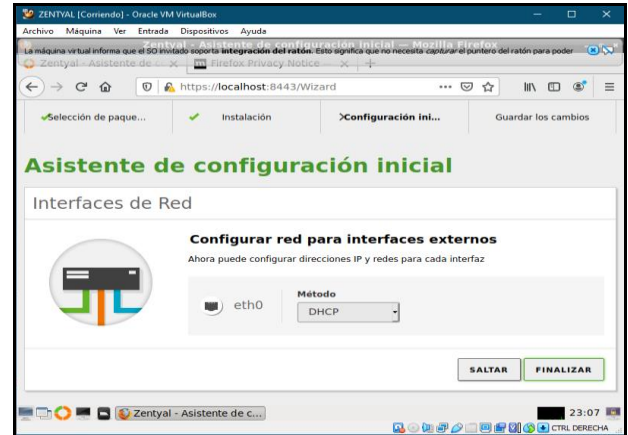 ZENTYAL [Corriendo] - Oracle VM VirtualBox
Archivo Máquina Ver Entrada Dispositivos Ayuda
La máquina virtual informa que el SO invitado soporta la integración del ratón. Esto significa que no necesita capturar el puntero del ratón para poder
Zentyal - Asistente de configuración inicial — Mozilla Firefox
Zentyal - Asistente de c Firefox Privacy Notice —
https://localhost:8443/Wizard
Selección de paque... Instalación Configuración ini... Guardar los cambios
Asistente de configuración inicial
Interfaces de Red
Configurar red para interfaces externos
Ahora puede configurar direcciones IP y redes para cada interfaz
Método
eth0 DHCP
SALTAR FINALIZAR
Zentyal - Asistente de c... 23:07
CTRL DERECHA